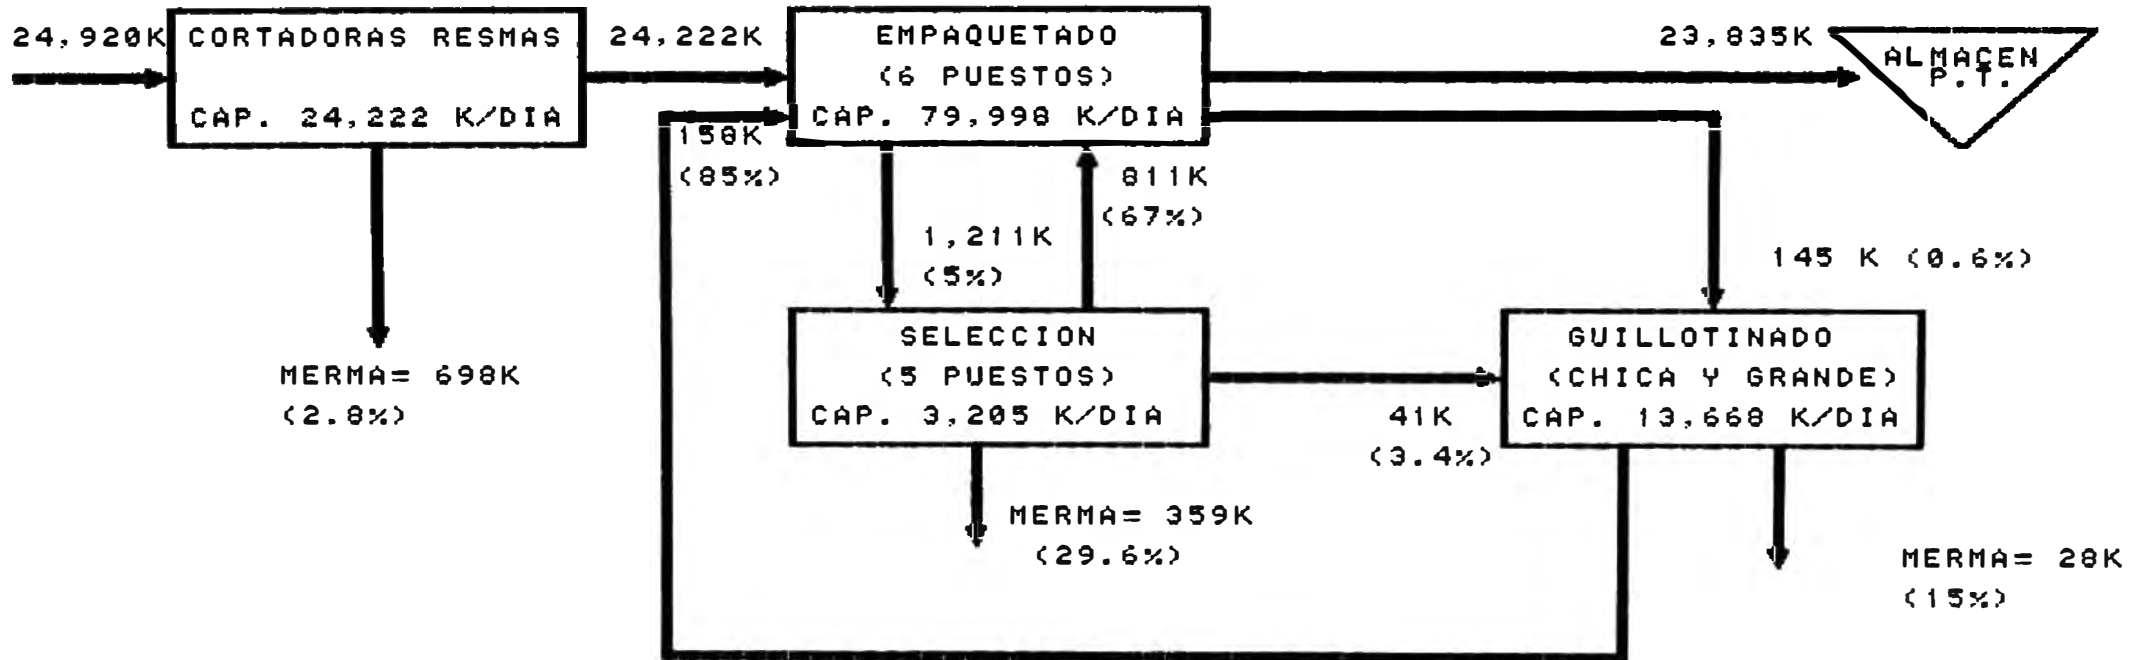 24,920K
CORTADORAS RESMAS
CAP. 24,222 K/DIA
24,222K
EMPAQUETADO
(6 PUESTOS)
CAP. 79,998 K/DIA
23,835K
ALMACEN
P.T.
158K
(85%)
811K
(67%)
1,211K
(5%)
145 K (0.6%)
MERMA= 698K
(2.8%)
SELECCION
(5 PUESTOS)
CAP. 3,205 K/DIA
41K
(3.4%)
GUILLOTINADO
(CHICA Y GRANDE)
CAP. 13,668 K/DIA
MERMA= 359K
(29.6%)
MERMA= 28K
(15%)